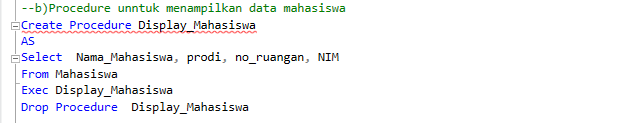 --b)Procedure unntuk menampilkan data mahasiswa
Create Procedure Display_Mahasiswa
AS
Select  Nama_Mahasiswa, prodi, no_ruangan, NIM
From Mahasiswa
Exec Display_Mahasiswa
Drop Procedure  Display_Mahasiswa